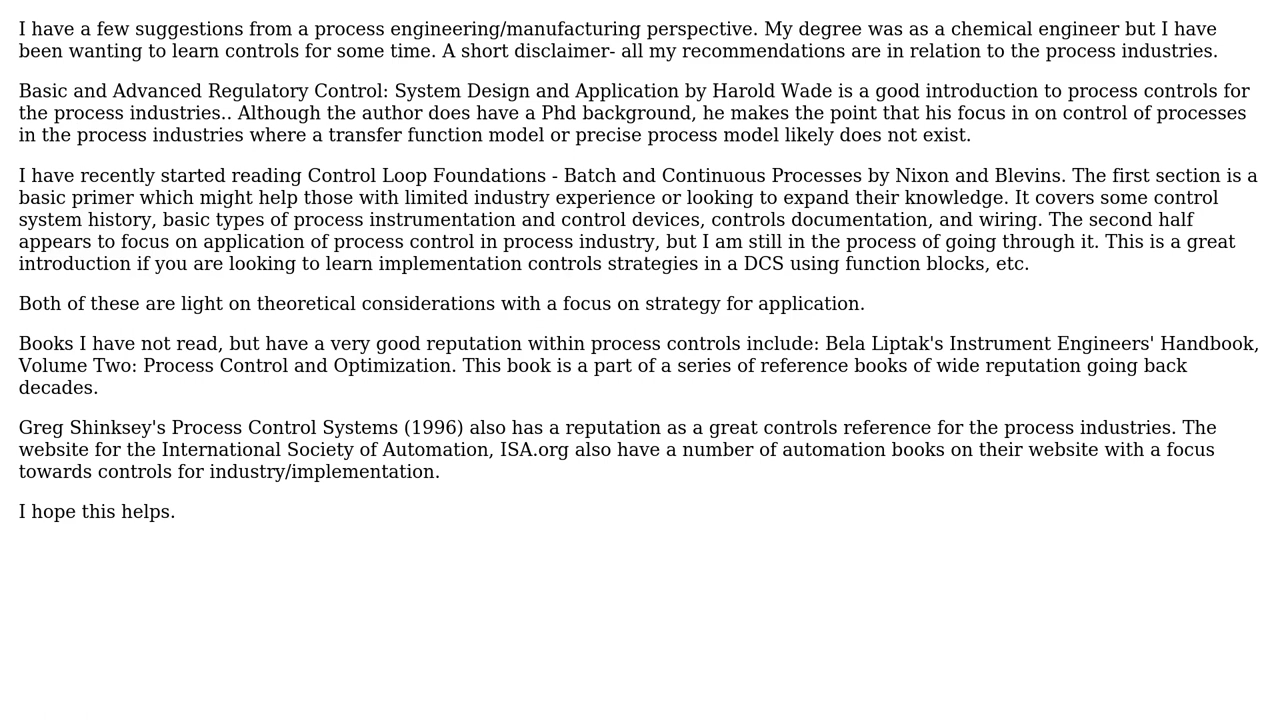 I have a few suggestions from a process engineering/manufacturing perspective. My degree was as a chemical engineer but I have
been wanting to learn controls for some time. A short disclaimer- all my recommendations are in relation to the process industries.
Basic and Advanced Regulatory Control: System Design and Application by Harold Wade is a good introduction to process controls for
the process industries.. Although the author does have a Phd background, he makes the point that his focus in on control of processes
in the process industries where a transfer function model or precise process model likely does not exist.
I have recently started reading Control Loop Foundations - Batch and Continuous Processes by Nixon and Blevins. The first section is a
basic primer which might help those with limited industry experience or looking to expand their knowledge. It covers some control
system history, basic types of process instrumentation and control devices, controls documentation, and wiring. The second half
appears to focus on application of process control in process industry, but I am still in the process of going through it. This is a great
introduction if you are looking to learn implementation controls strategies in a DCS using function blocks, etc.
Both of these are light on theoretical considerations with a focus on strategy for application.
Books I have not read, but have a very good reputation within process controls include: Bela Liptak's Instrument Engineers' Handbook,
Volume Two: Process Control and Optimization. This book is a part of a series of reference books of wide reputation going back
decades.
Greg Shinksey's Process Control Systems (1996) also has a reputation as a great controls reference for the process industries. The
website for the International Society of Automation, ISA.org also have a number of automation books on their website with a focus
towards controls for industry/implementation.
I hope this helps.